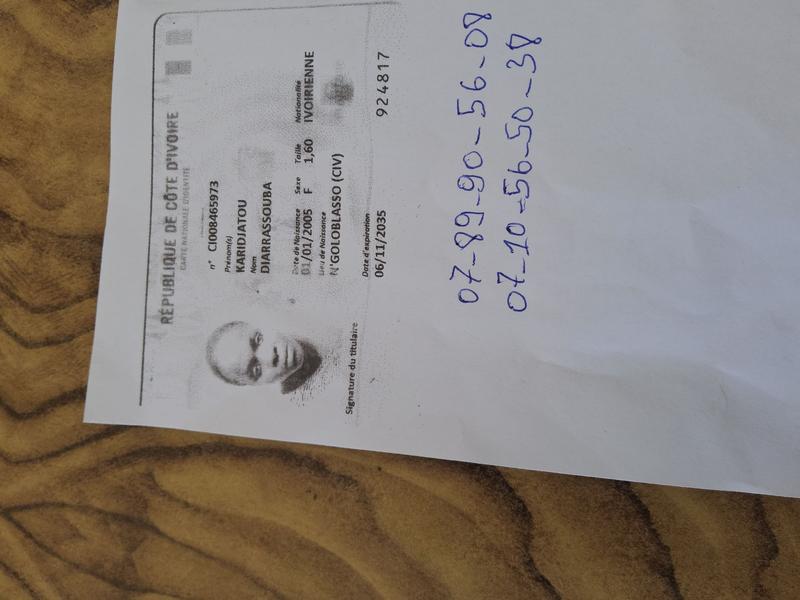 RÉPUBLIQUE DE CÔTE D'IVOIRE
CARTE NATIONALE D'IDENTITÉ
n° CI008465973
Prénom(s)
KARIDJATOU
Nom
DIARRASSOUBA
Date de Naissance Sexe Taille Nationalité
01/01/2005 F 1,60 IVOIRIENNE
Lieu de Naissance
N'GOLOBLASSO (CIV)
Signature du titulaire
Date d'expiration
06/11/2035
924817
07-89-90-56-08
07-10-56-50-38